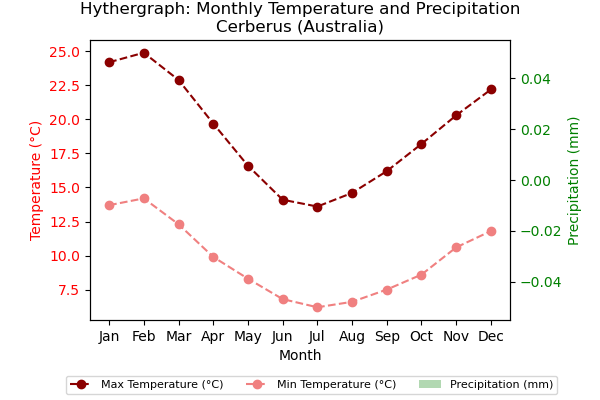 Hythergraph: Monthly Temperature and Precipitation
Cerberus (Australia)
25.0
22.5
20.0
17.5
15.0
12.5
10.0
7.5
Temperature (°C)
0.04
0.02
0.00
−0.02
−0.04
Precipitation (mm)
Jan Feb Mar Apr May Jun Jul Aug Sep Oct Nov Dec
Month
Max Temperature (°C) Min Temperature (°C) Precipitation (mm)